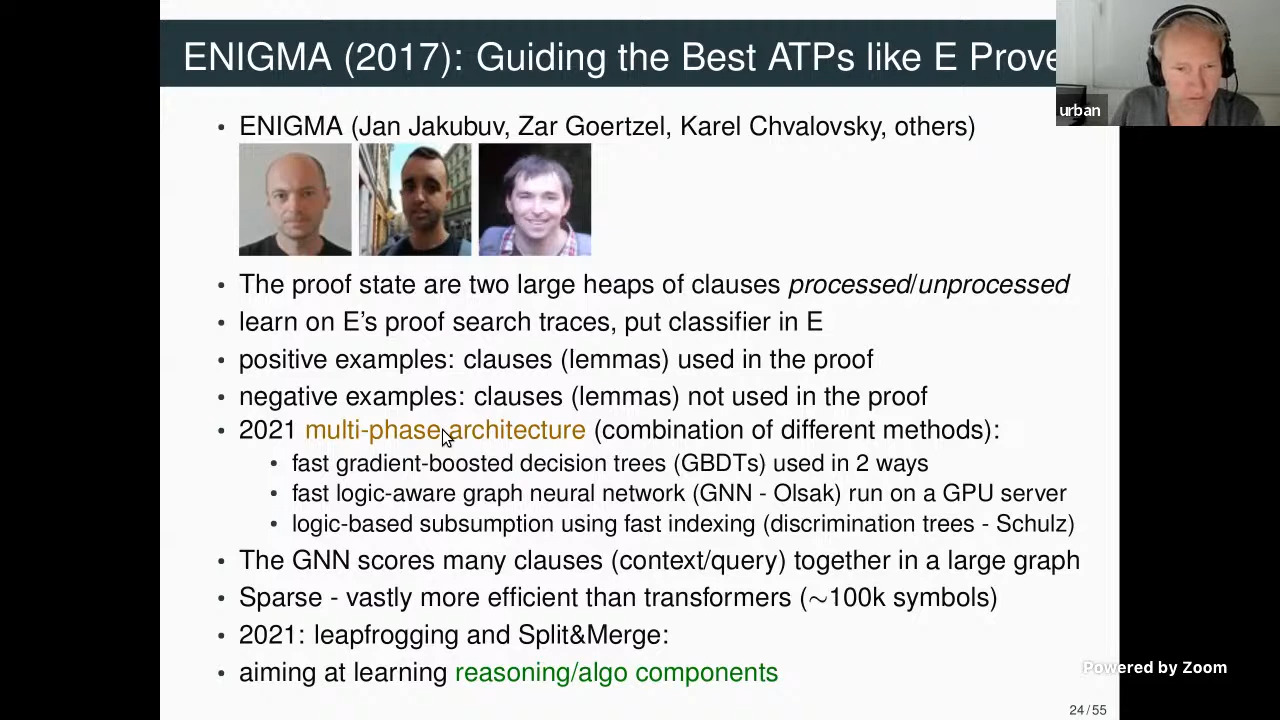 ENIGMA (2017): Guiding the Best ATPs like E Prove
urban
• ENIGMA (Jan Jakubuv, Zar Goertzel, Karel Chvalovsky, others)
• The proof state are two large heaps of clauses processed/unprocessed
• learn on E's proof search traces, put classifier in E
• positive examples: clauses (lemmas) used in the proof
• negative examples: clauses (lemmas) not used in the proof
• 2021 multi-phase architecture (combination of different methods):
• fast gradient-boosted decision trees (GBDTs) used in 2 ways
• fast logic-aware graph neural network (GNN - Olsak) run on a GPU server
• logic-based subsumption using fast indexing (discrimination trees - Schulz)
• The GNN scores many clauses (context/query) together in a large graph
• Sparse - vastly more efficient than transformers (∼100k symbols)
• 2021: leapfrogging and Split&Merge:
• aiming at learning reasoning/algo components
Powered by Zoom
24 / 55